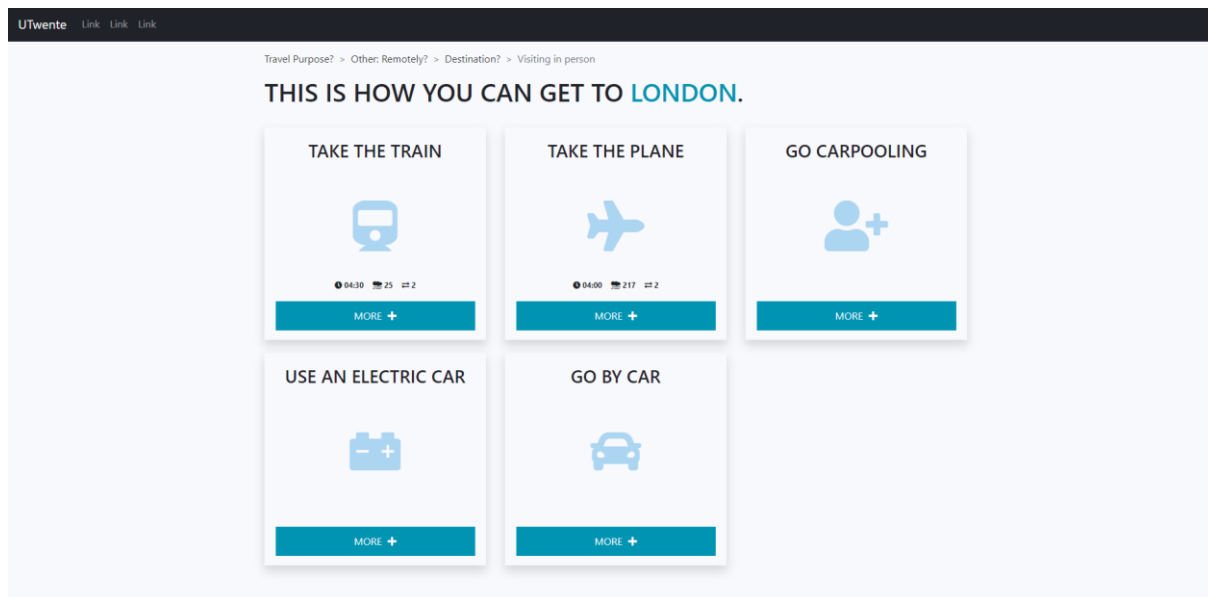 UTwente Link Link Link
Travel Purpose? > Other: Remotely? > Destination? > Visiting in person
THIS IS HOW YOU CAN GET TO LONDON.
TAKE THE TRAIN
04:30 25 2
MORE +
TAKE THE PLANE
04:00 217 2
MORE +
GO CARPOOLING
MORE +
USE AN ELECTRIC CAR
MORE +
GO BY CAR
MORE +